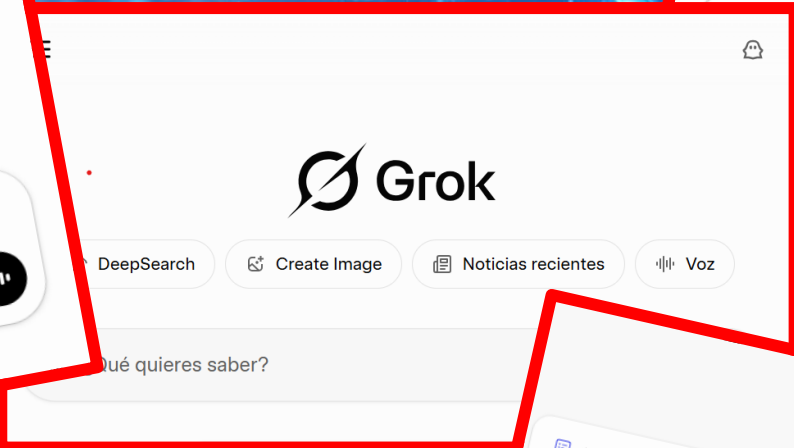 Grok
DeepSearch
Create Image
Noticias recientes
Voz
Qué quieres saber?